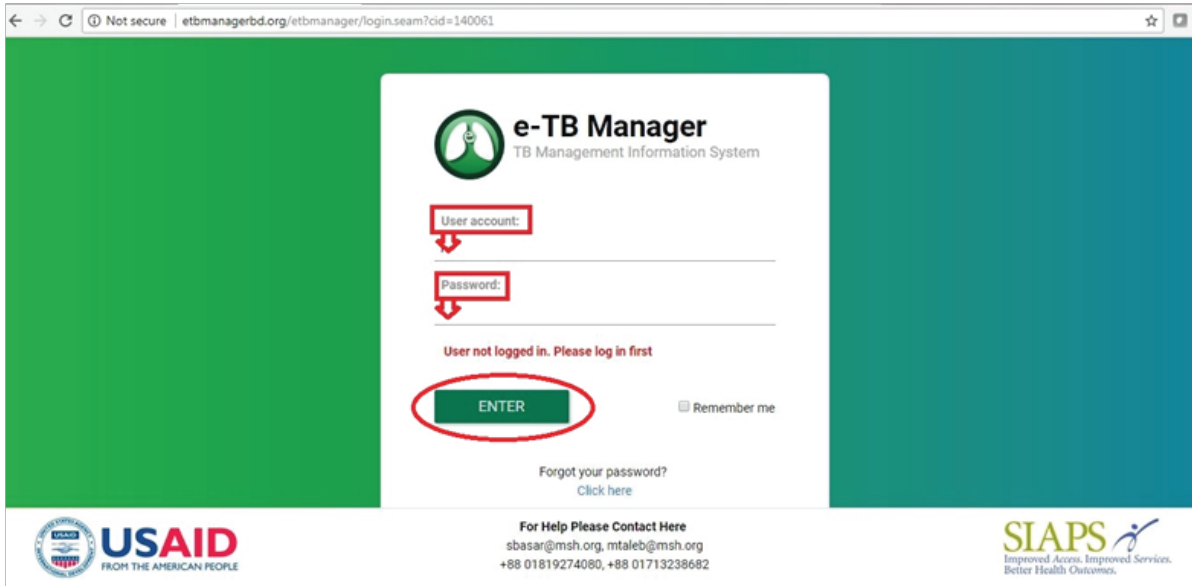 Not secure | etbmanagerbd.org/etbmanager/login.seam?cid=140061
e-TB Manager
TB Management Information System
User account:
Password:
User not logged in. Please log in first
ENTER
Remember me
Forgot your password?
Click here
USAID
USAID
FROM THE AMERICAN PEOPLE
For Help Please Contact Here
sbasar@msh.org, mtaleb@msh.org
+88 01819274080, +88 01713238682
SIAPS
Improved Access. Improved Services.
Better Health Outcomes.